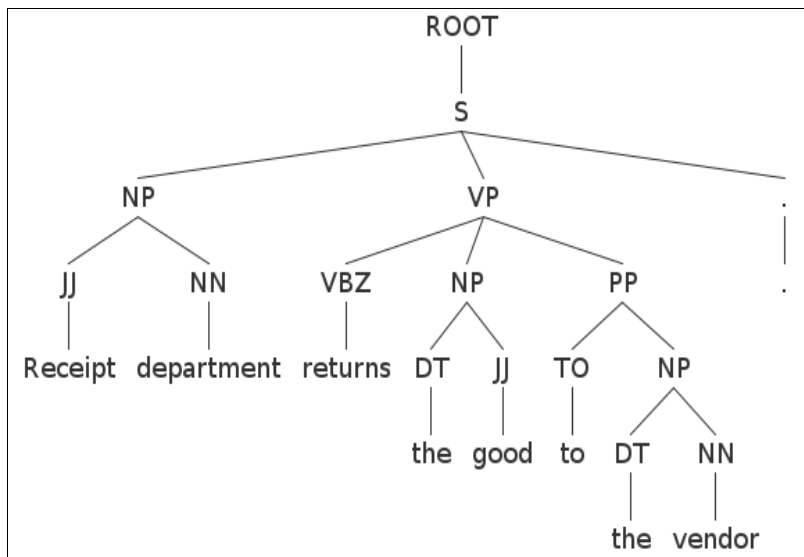 ROOT
S
NP VP .
JJ NN VBZ NP PP .
Receipt department returns DT JJ TO NP
the good to DT NN
the vendor